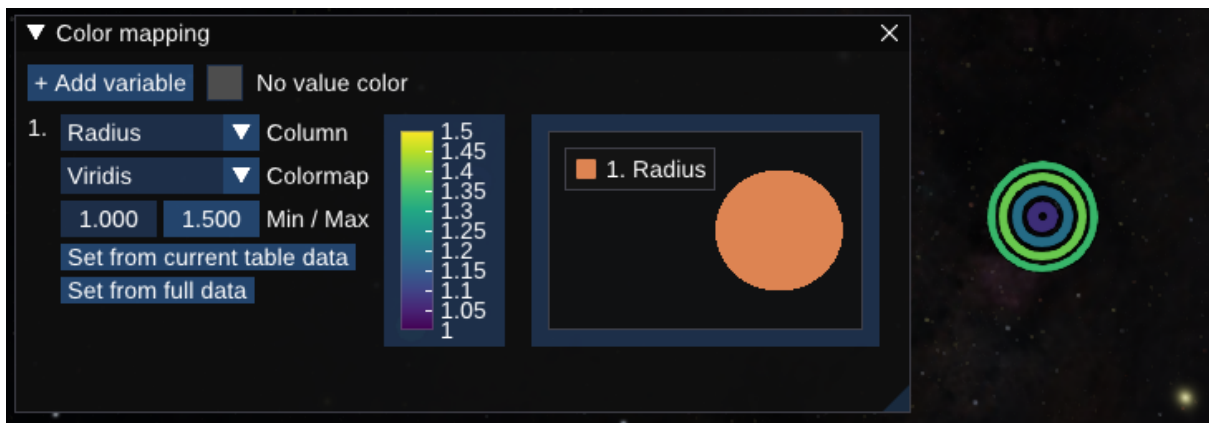 Color mapping
+ Add variable
No value color
1.
Radius
Column
Viridis
Colormap
1.000
1.500
Min / Max
Set from current table data
Set from full data
1.5
1.45
1.4
1.35
1.3
1.25
1.2
1.15
1.1
1.05
1
1. Radius